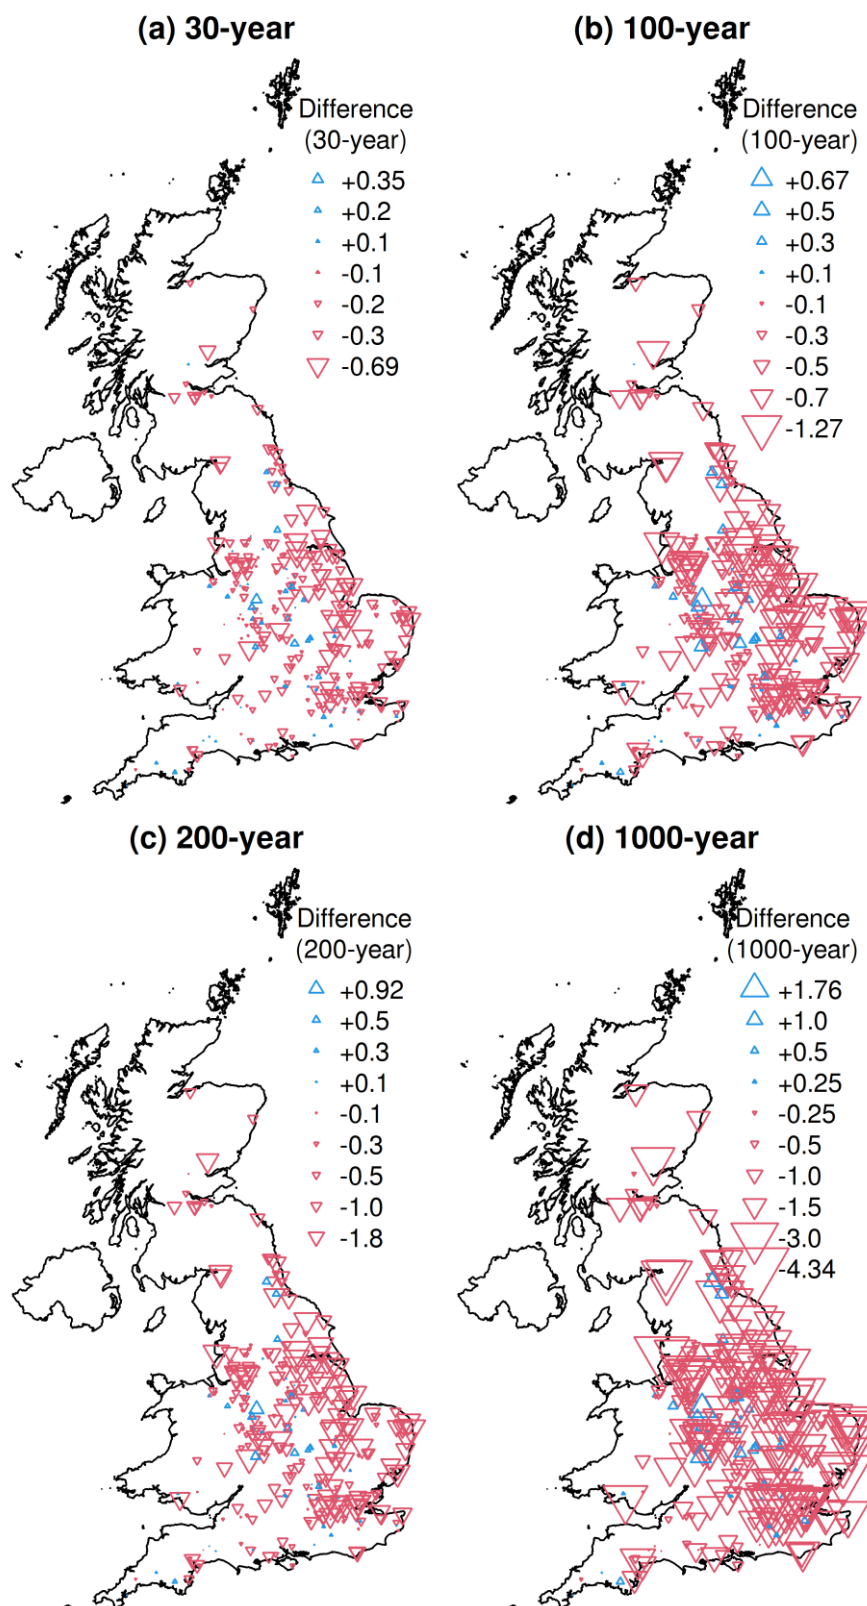 (a) 30-year
Difference
(30-year)
+0.35
+0.2
+0.1
-0.1
-0.2
-0.3
-0.69
(b) 100-year
Difference
(100-year)
+0.67
+0.5
+0.3
+0.1
-0.1
-0.3
-0.5
-0.7
-1.27
(c) 200-year
Difference
(200-year)
+0.92
+0.5
+0.3
+0.1
-0.1
-0.3
-0.5
-1.0
-1.8
(d) 1000-year
Difference
(1000-year)
+1.76
+1.0
+0.5
+0.25
-0.25
-0.5
-1.0
-1.5
-3.0
-4.34